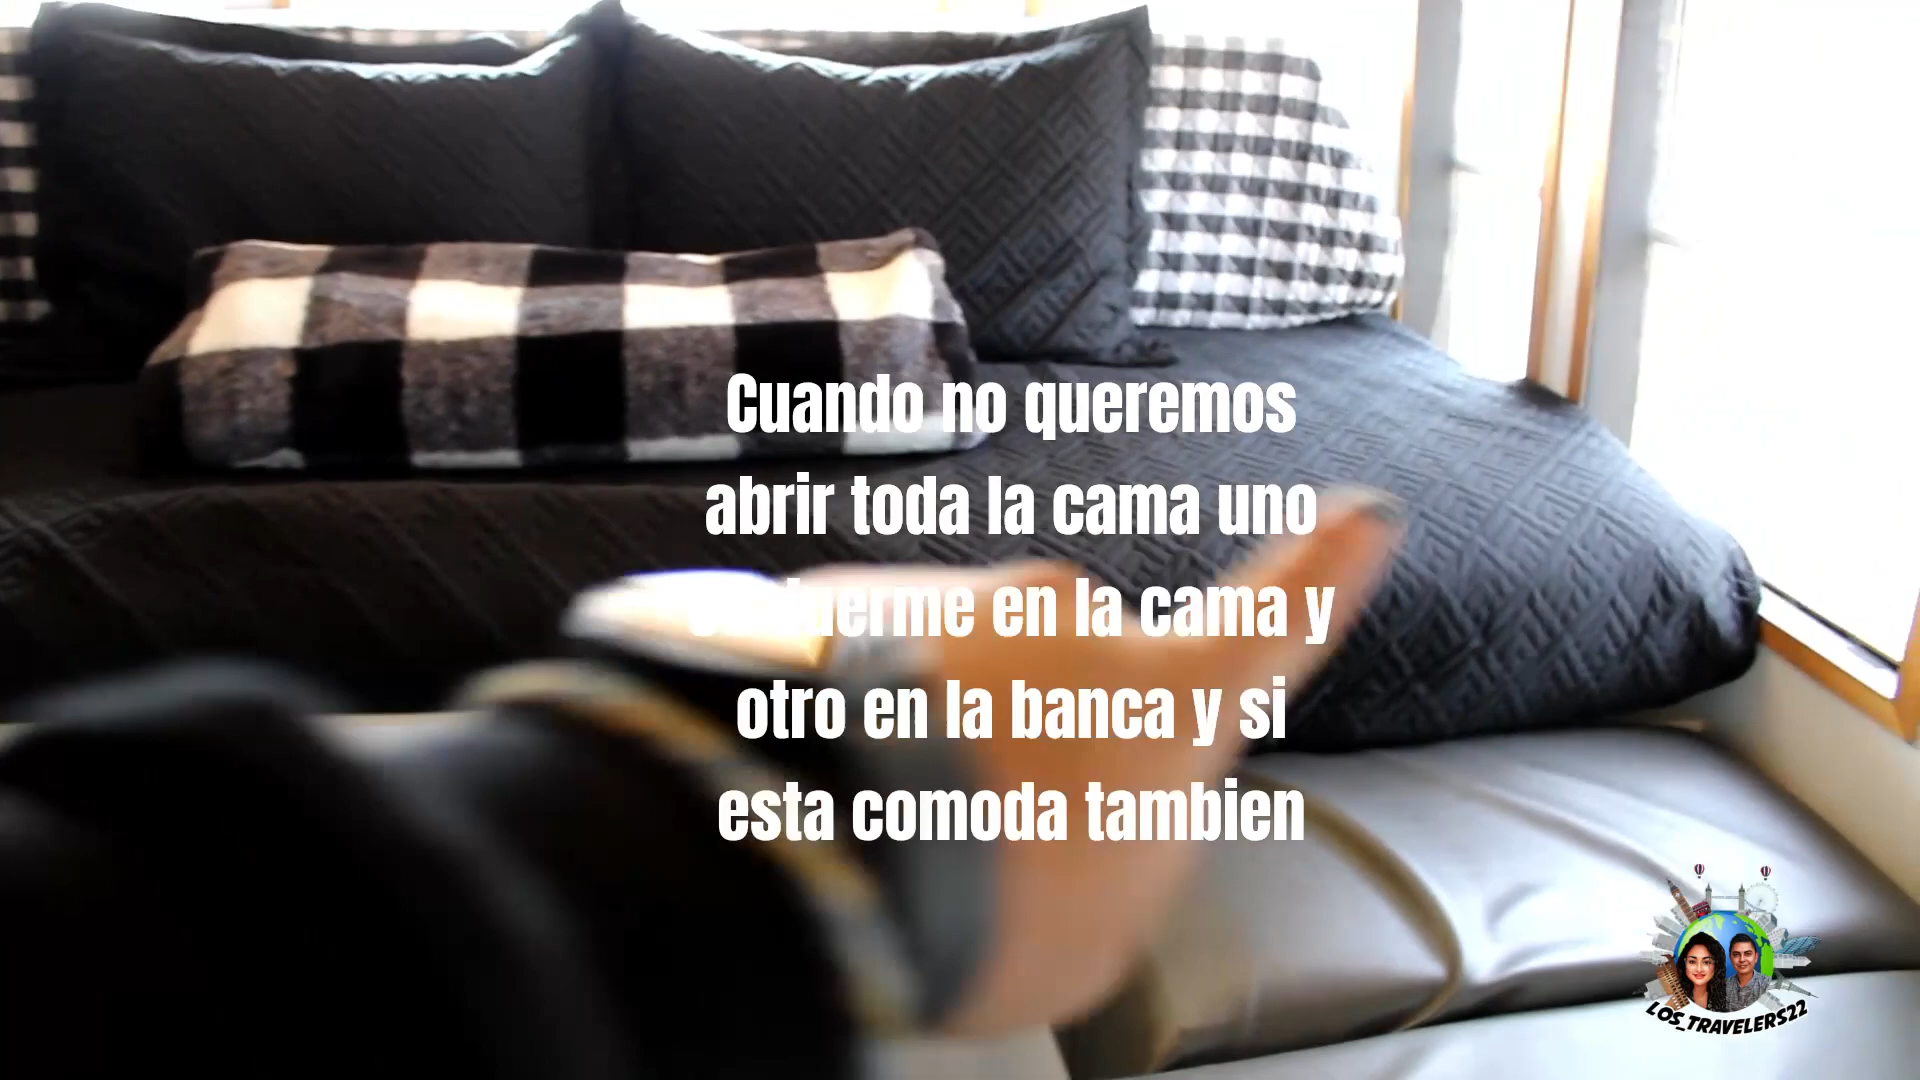 Cuando no queremos
abrir toda la cama uno
duerme en la cama y
otro en la banca y si
esta comoda tambien
LOS_TRAVELERS22